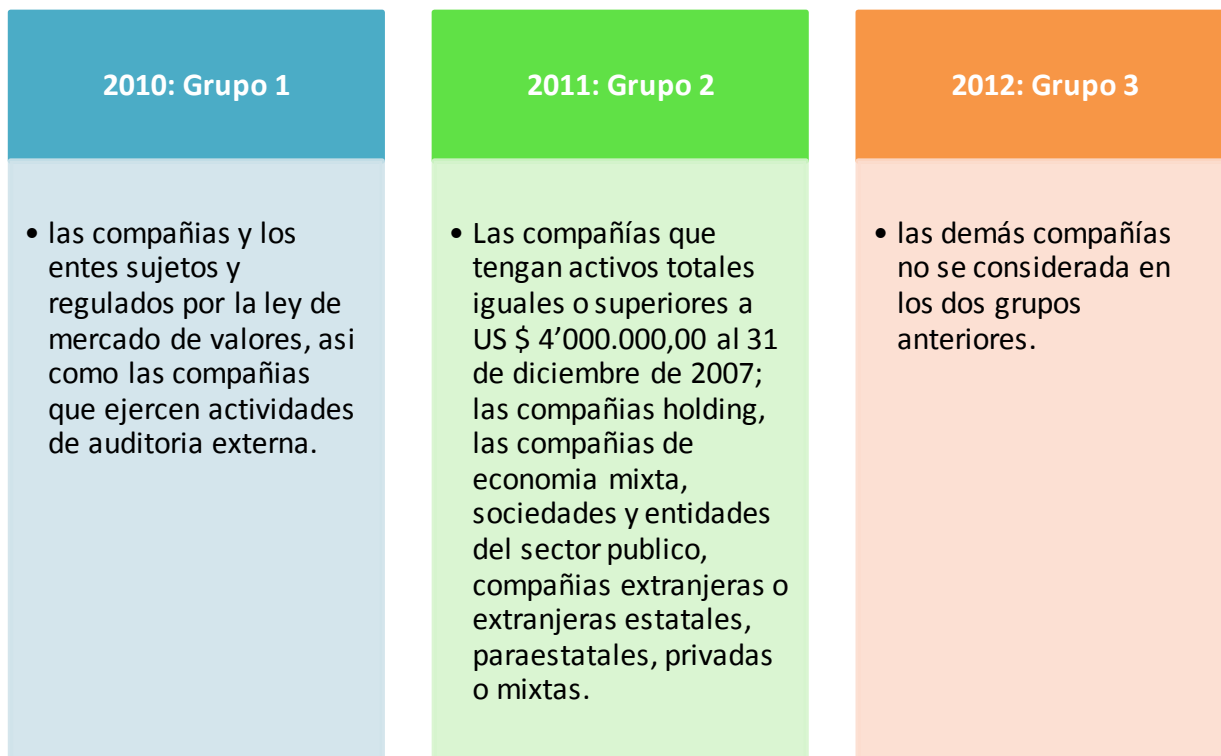 2010: Grupo 1
• las compañias y los
entes sujetos y
regulados por la ley de
mercado de valores, asi
como las compañias
que ejercen actividades
de auditoria externa.
2011: Grupo 2
• Las compañías que
tengan activos totales
iguales o superiores a
US $ 4’000.000,00 al 31
de diciembre de 2007;
las compañias holding,
las compañias de
economia mixta,
sociedades y entidades
del sector publico,
compañias extranjeras o
extranjeras estatales,
paraestatales, privadas
o mixtas.
2012: Grupo 3
• las demás compañías
no se considerada en
los dos grupos
anteriores.